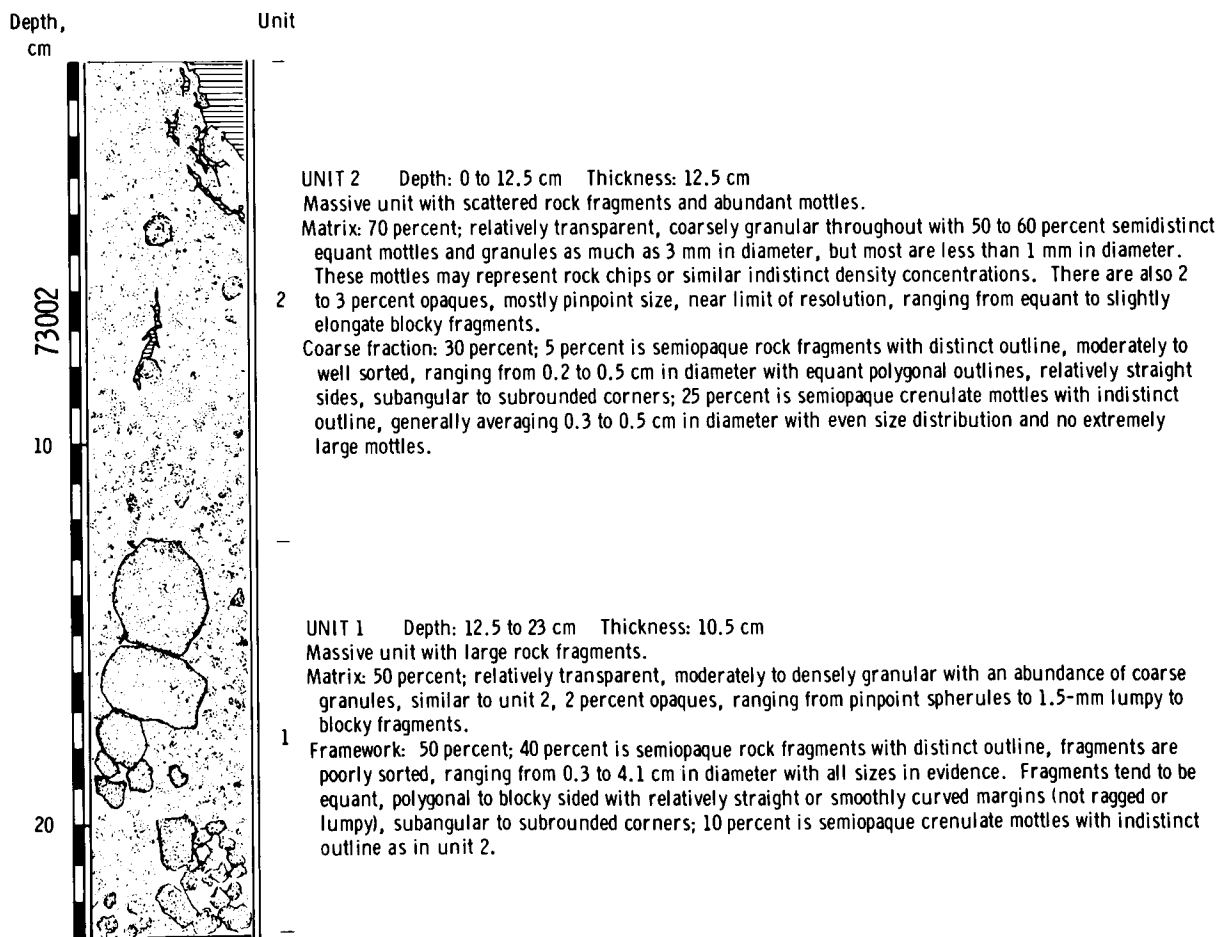 Depth, cm
Unit
73002
10
20
2
1
UNIT 2 Depth: 0 to 12.5 cm Thickness: 12.5 cm
Massive unit with scattered rock fragments and abundant mottles.
Matrix: 70 percent; relatively transparent, coarsely granular throughout with 50 to 60 percent semidistinct
equant mottles and granules as much as 3 mm in diameter, but most are less than 1 mm in diameter.
These mottles may represent rock chips or similar indistinct density concentrations. There are also 2
to 3 percent opaques, mostly pinpoint size, near limit of resolution, ranging from equant to slightly
elongate blocky fragments.
Coarse fraction: 30 percent; 5 percent is semiopaque rock fragments with distinct outline, moderately to
well sorted, ranging from 0.2 to 0.5 cm in diameter with equant polygonal outlines, relatively straight
sides, subangular to subrounded corners; 25 percent is semiopaque crenulate mottles with indistinct
outline, generally averaging 0.3 to 0.5 cm in diameter with even size distribution and no extremely
large mottles.
UNIT 1 Depth: 12.5 to 23 cm Thickness: 10.5 cm
Massive unit with large rock fragments.
Matrix: 50 percent; relatively transparent, moderately to densely granular with an abundance of coarse
granules, similar to unit 2, 2 percent opaques, ranging from pinpoint spherules to 1.5-mm lumpy to
blocky fragments.
Framework: 50 percent; 40 percent is semiopaque rock fragments with distinct outline, fragments are
poorly sorted, ranging from 0.3 to 4.1 cm in diameter with all sizes in evidence. Fragments tend to be
equant, polygonal to blocky sided with relatively straight or smoothly curved margins (not ragged or
lumpy), subangular to subrounded corners; 10 percent is semiopaque crenulate mottles with indistinct
outline as in unit 2.